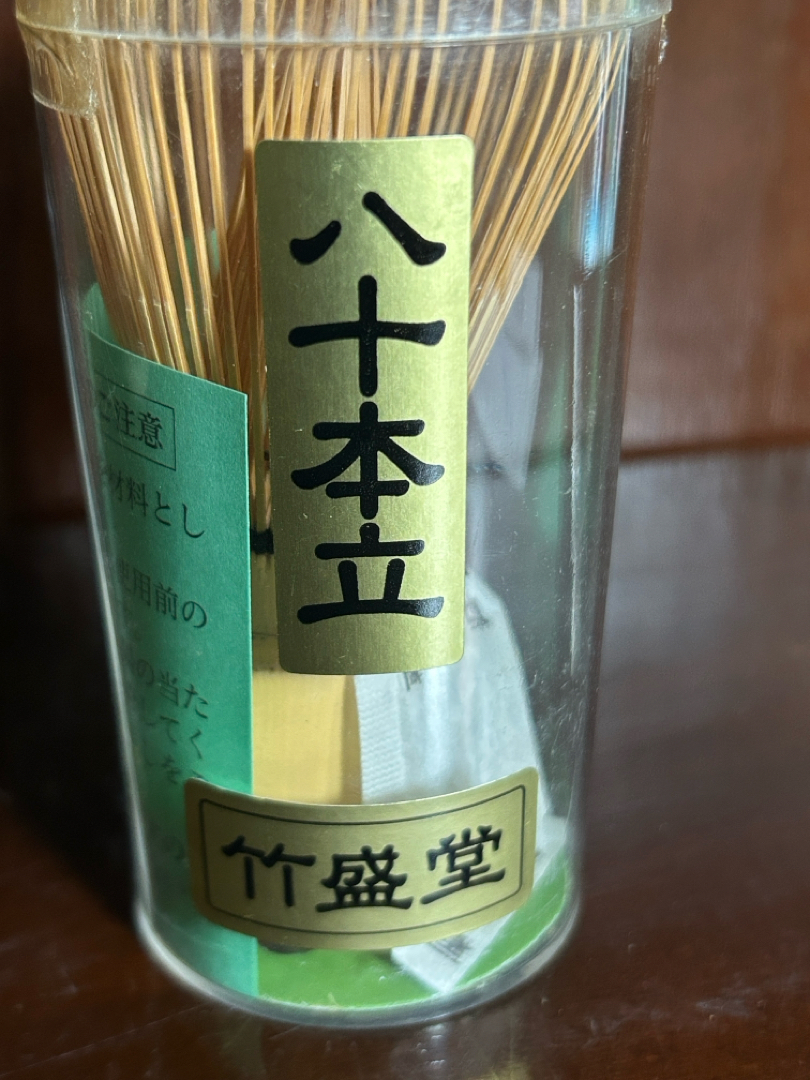 八十本立
ご注意
材料とし
使用前の
の当た
してく
竹盛堂